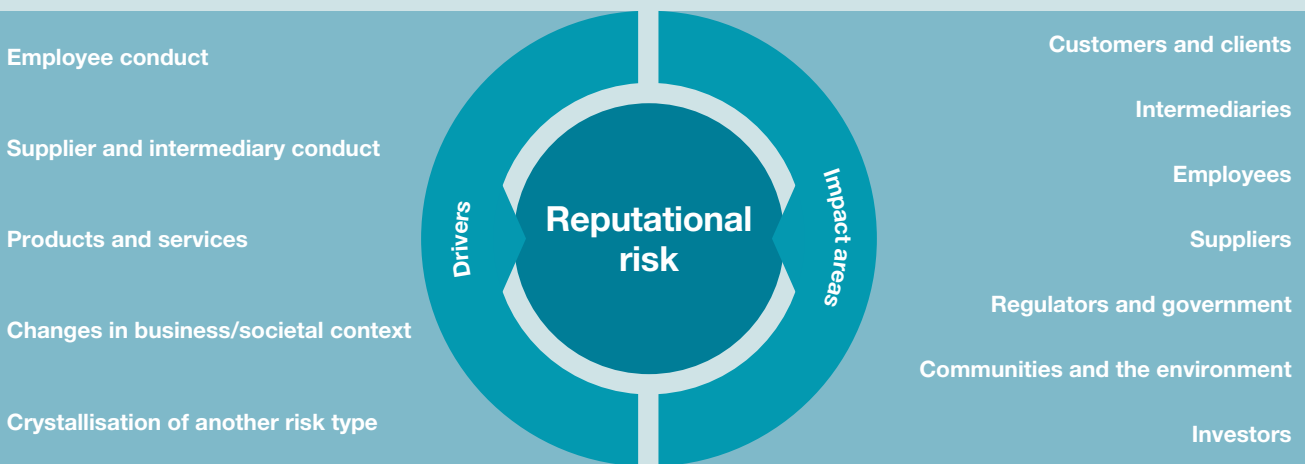 Employee conduct
Supplier and intermediary conduct
Products and services
Changes in business/societal context
Crystallisation of another risk type
Drivers
Reputational
risk
Impact areas
Customers and clients
Intermediaries
Employees
Suppliers
Regulators and government
Communities and the environment
Investors